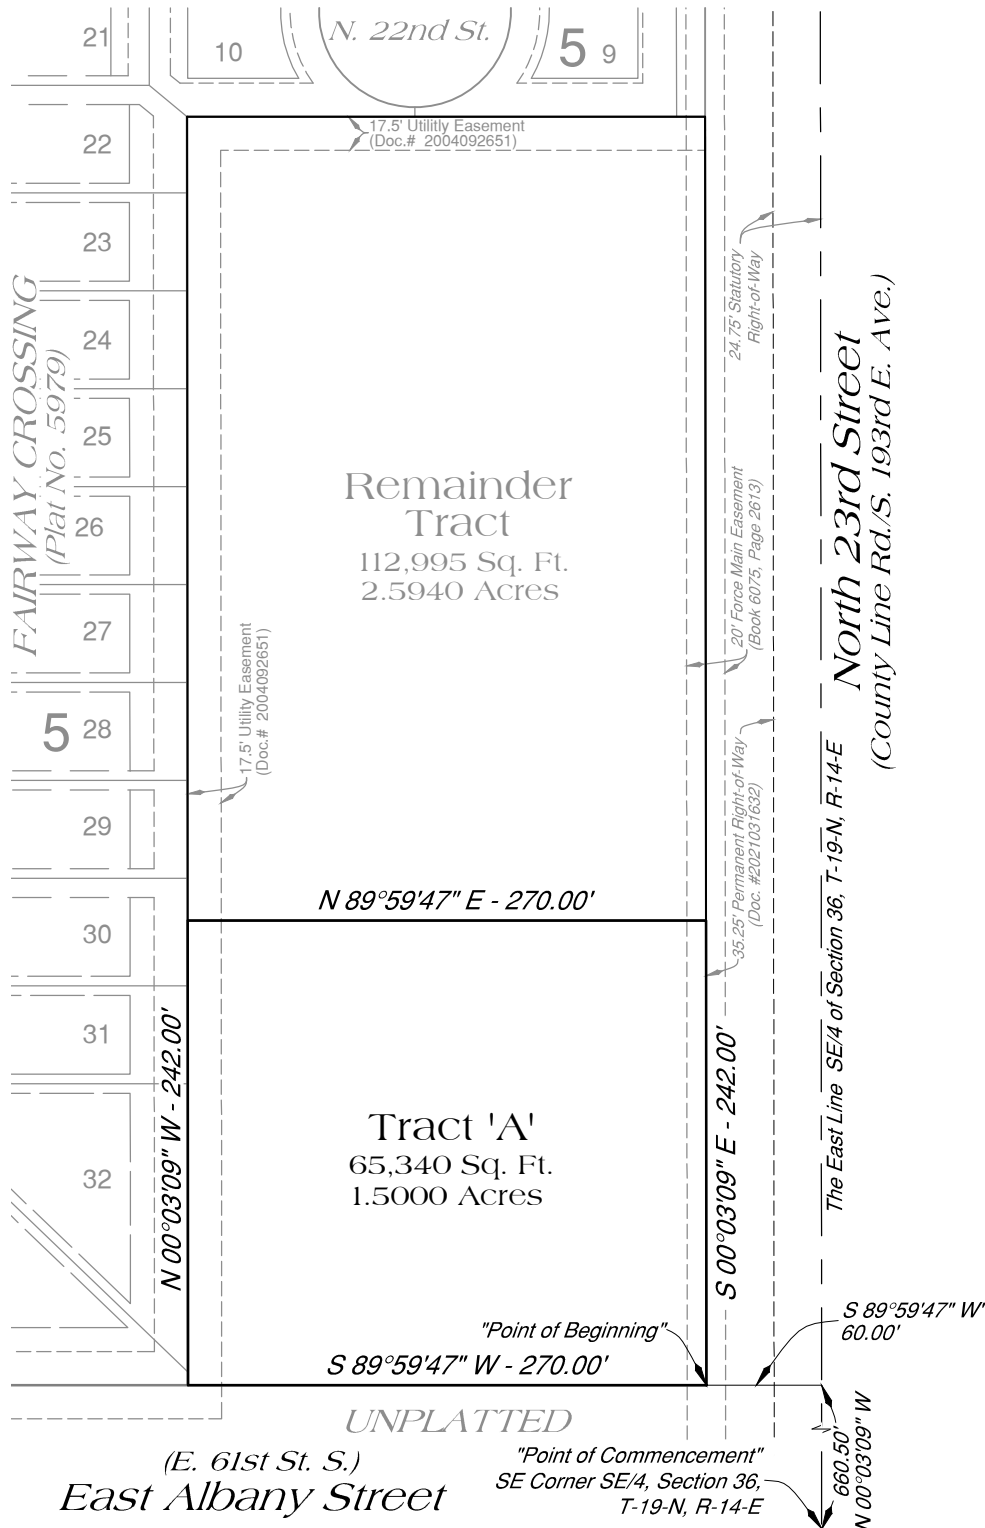 21
10
N. 22nd St.
5
9
17.5' Utilitly Easement
(Doc.# 2004092651)
22
23
24
25
26
27
5
28
29
30
31
32
FAIRWAY CROSSING
(Plat No. 5979)
24.75' Statutory
Right-of-Way
North 23rd Street
(County Line Rd./S. 193rd E. Ave.)
Remainder
Tract
112,995 Sq. Ft.
2.5940 Acres
20' Force Main Easement
(Book 6075, Page 2613)
17.5' Utility Easement
(Doc.# 2004092651)
35.25' Permanent Right-of-Way
(Doc. #2021031632)
The East Line SE/4 of Section 36, T-19-N, R-14-E
N 89°59'47" E - 270.00'
N 00°03'09" W - 242.00'
S 00°03'09" E - 242.00'
Tract 'A'
65,340 Sq. Ft.
1.5000 Acres
S 89°59'47" W'
60.00'
"Point of Beginning"
S 89°59'47" W - 270.00'
UNPLATTED
660.50'
N 00°03'09" W
(E. 61st St. S.)
East Albany Street
"Point of Commencement"
SE Corner SE/4, Section 36,
T-19-N, R-14-E